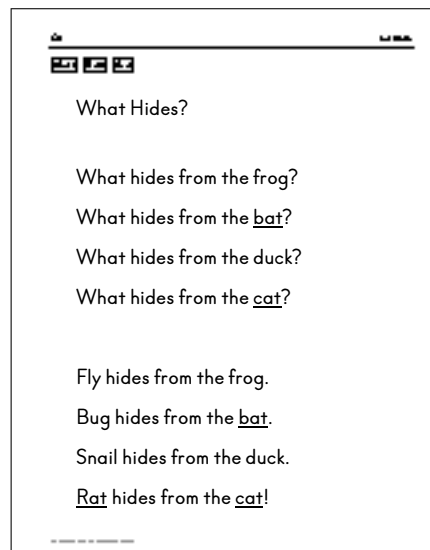 What Hides?
What hides from the frog?
What hides from the bat?
What hides from the duck?
What hides from the cat?
Fly hides from the frog.
Bug hides from the bat.
Snail hides from the duck.
Rat hides from the cat!